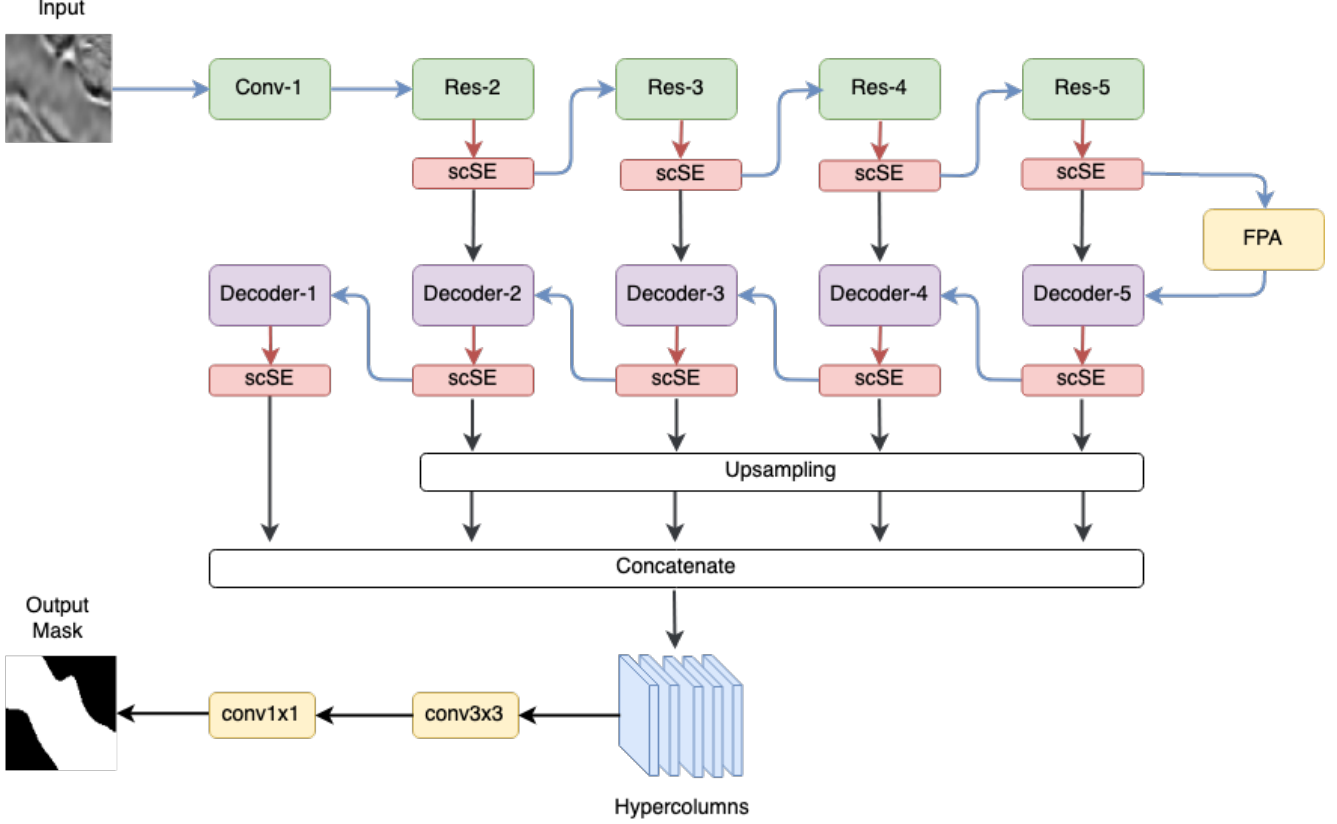 Input
Conv-1
Res-2
Res-3
Res-4
Res-5
scSE
scSE
scSE
scSE
FPA
Decoder-1
Decoder-2
Decoder-3
Decoder-4
Decoder-5
scSE
scSE
scSE
scSE
scSE
Upsampling
Concatenate
Output
Mask
conv1x1
conv3x3
Hypercolumns